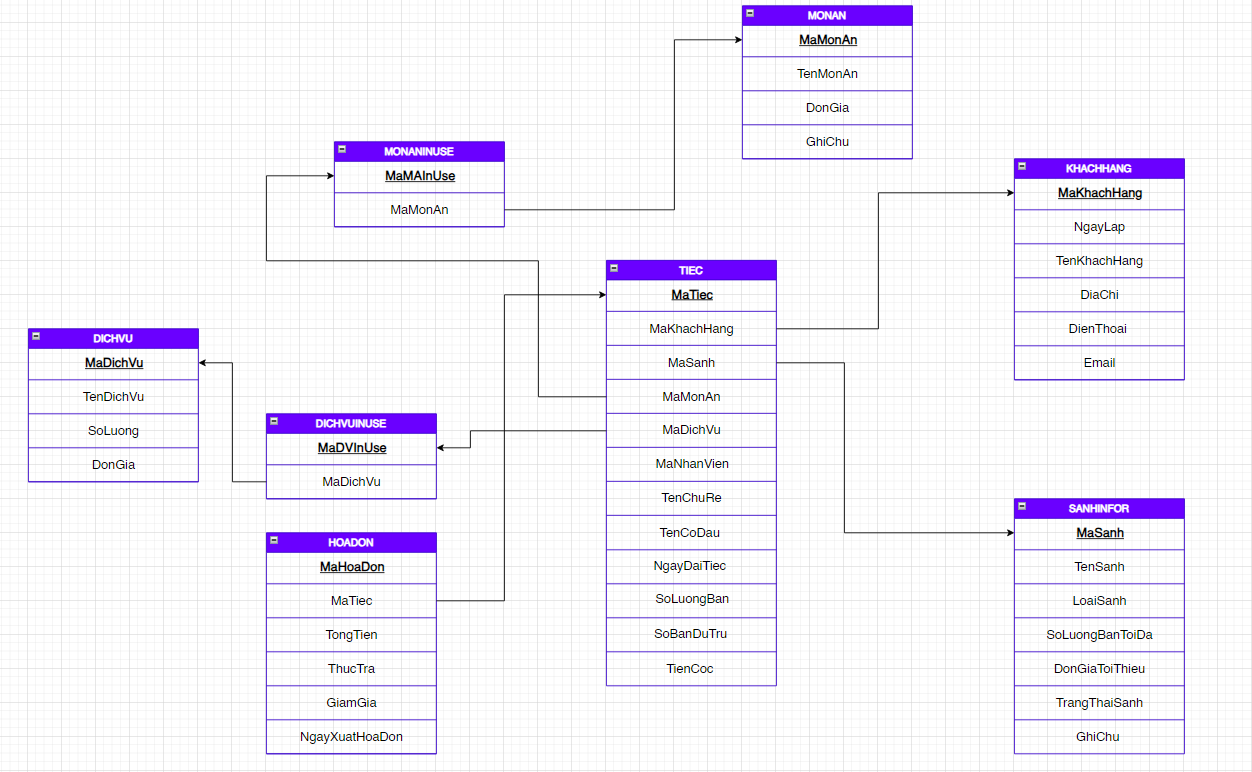 MONAN
MaMonAn
TenMonAn
DonGia
GhiChu
MONANINUSE
MaMAInUse
MaMonAn
KHACHHANG
MaKhachHang
NgayLap
TenKhachHang
DiaChi
DienThoai
Email
TIEC
MaTiec
MaKhachHang
MaSanh
MaMonAn
MaDichVu
MaNhanVien
TenChuRe
TenCoDau
NgayDaiTiec
SoLuongBan
SoBanDuTru
TienCoc
DICHVU
MaDichVu
TenDichVu
SoLuong
DonGia
DICHVUINUSE
MaDVInUse
MaDichVu
HOADON
MaHoaDon
MaTiec
TongTien
ThucTra
GiamGia
NgayXuatHoaDon
SANHINFOR
MaSanh
TenSanh
LoaiSanh
SoLuongBanToiDa
DonGiaToiThieu
TrangThaiSanh
GhiChu